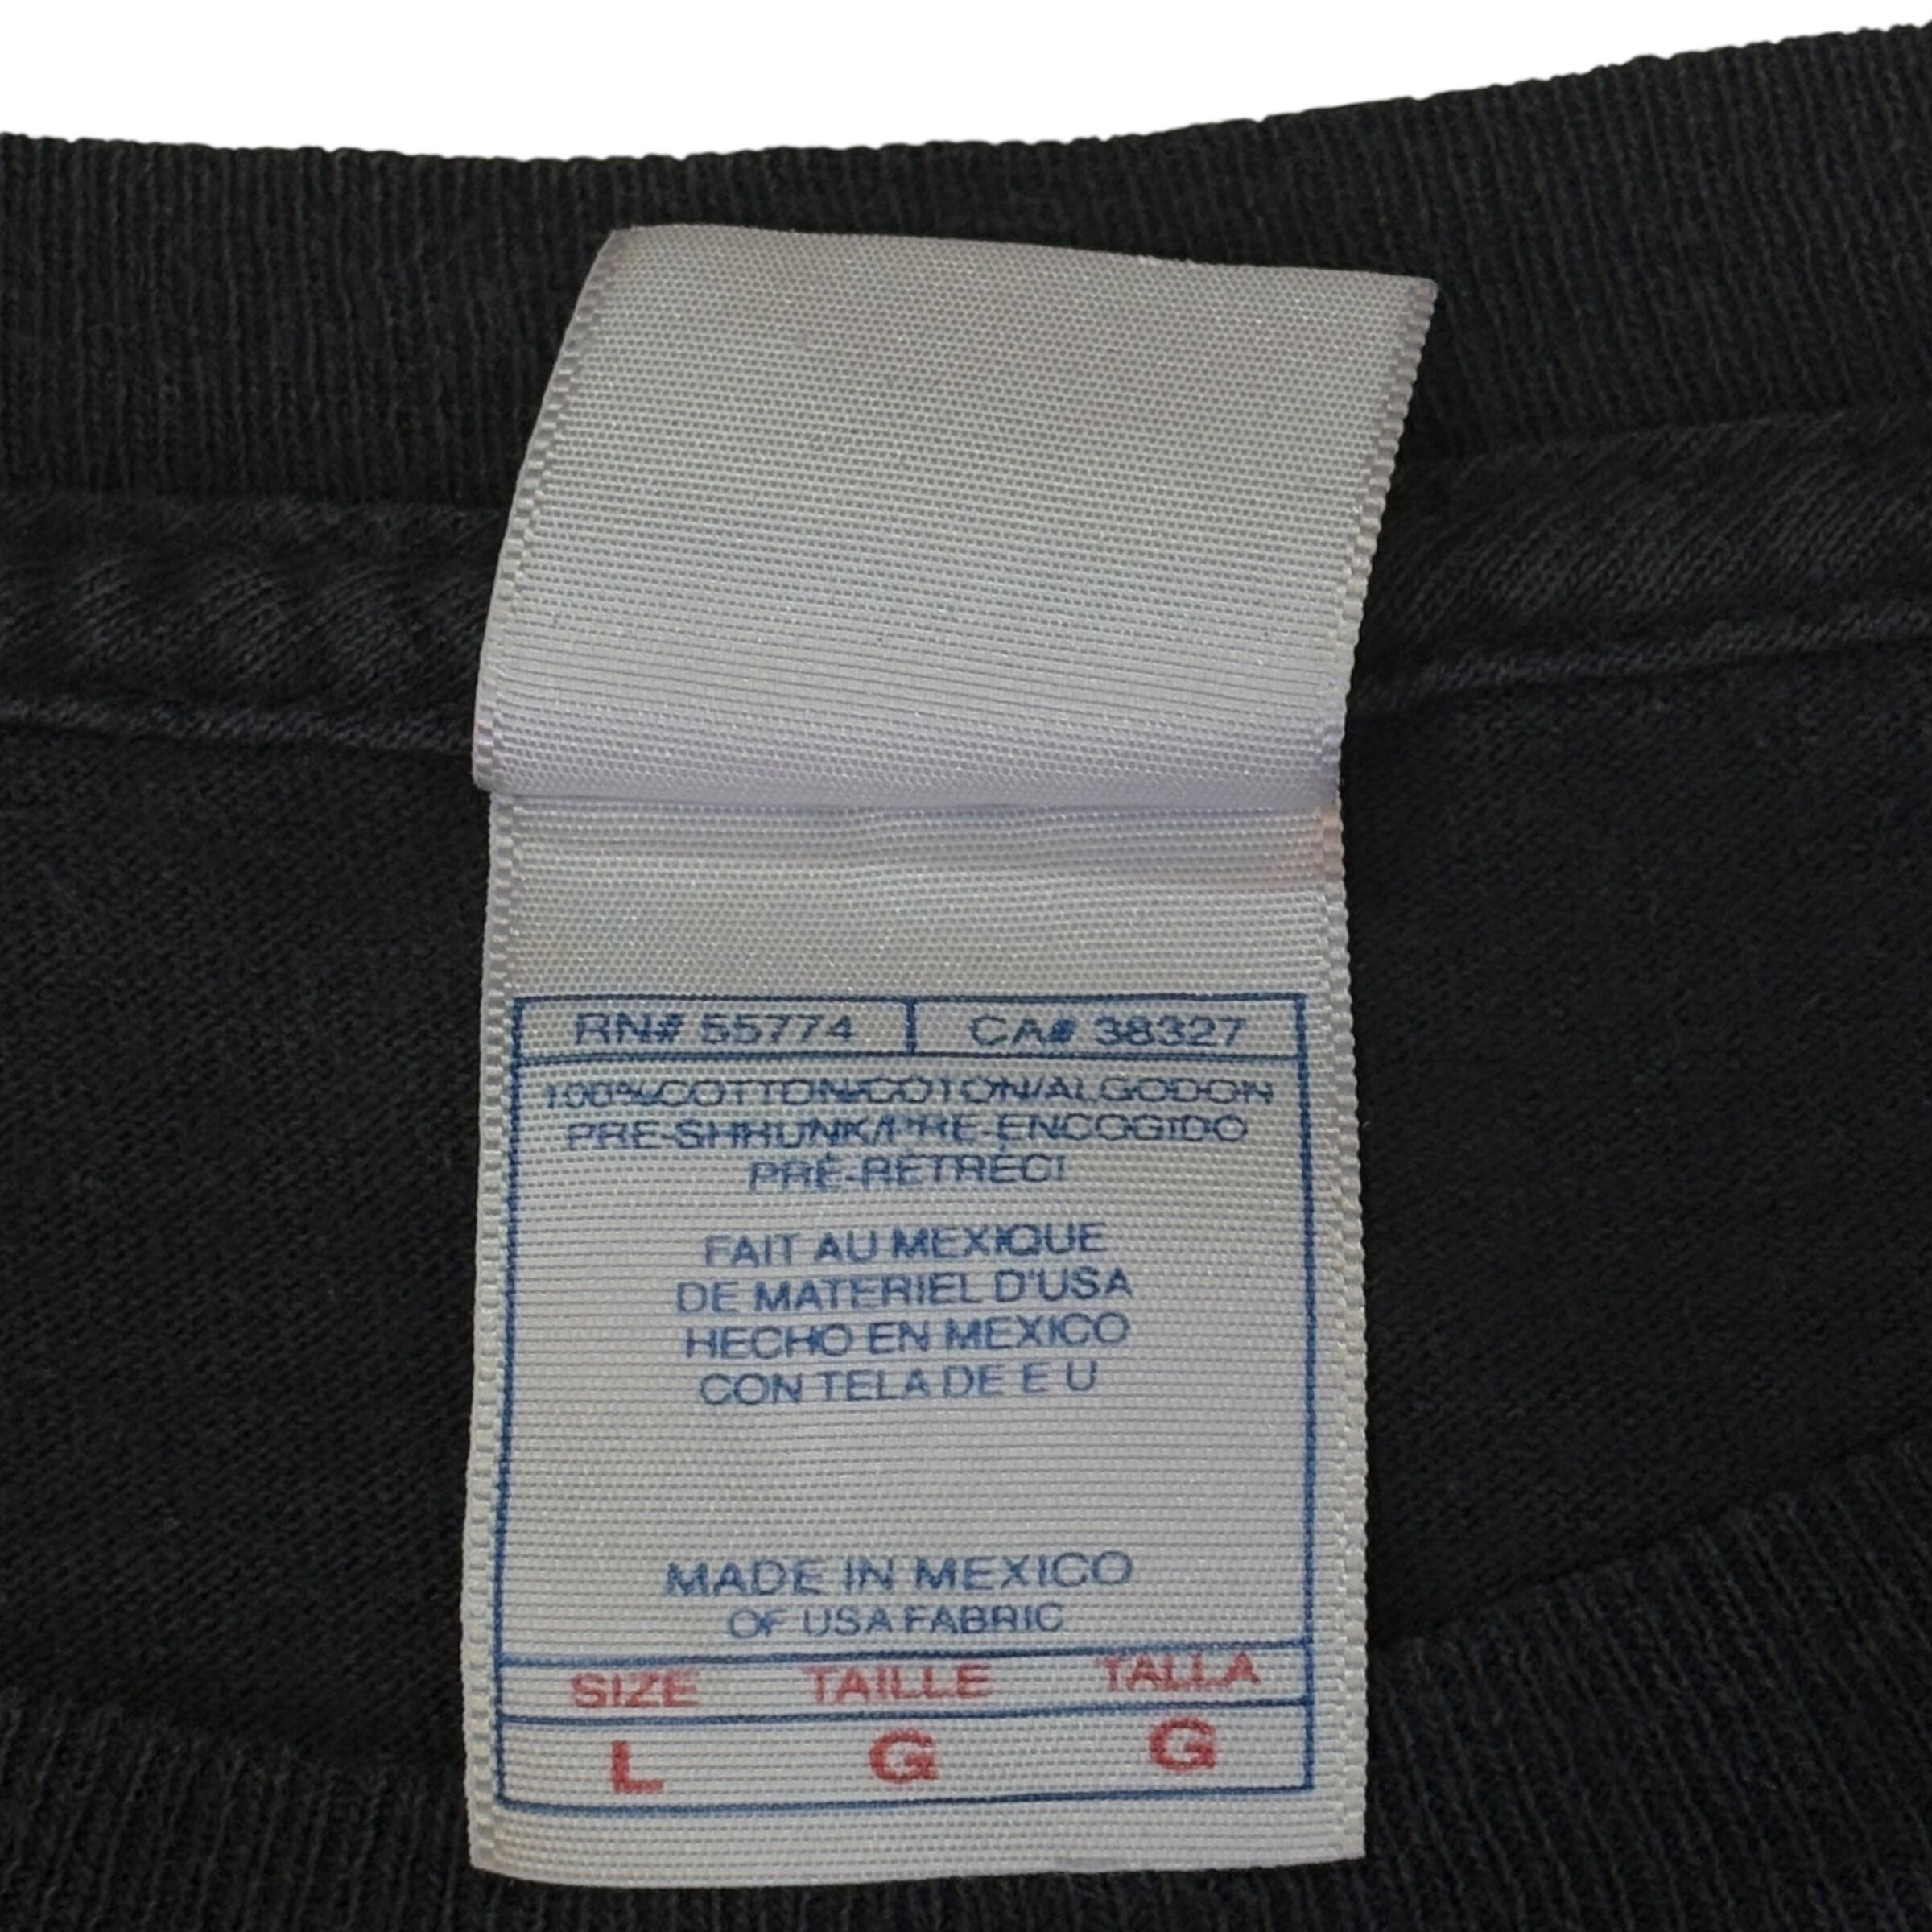 RN# 55774 CA# 38327
100% COTTON/COTON/ALGODON
PRE-SHRUNK/PRE-ENCOGIDO
PRÉ-RÉTRÉCI
FAIT AU MEXIQUE
DE MATERIEL D'USA
HECHO EN MEXICO
CON TELA DE E U
MADE IN MEXICO
OF USA FABRIC
SIZE TAILLE TALLA
L G G